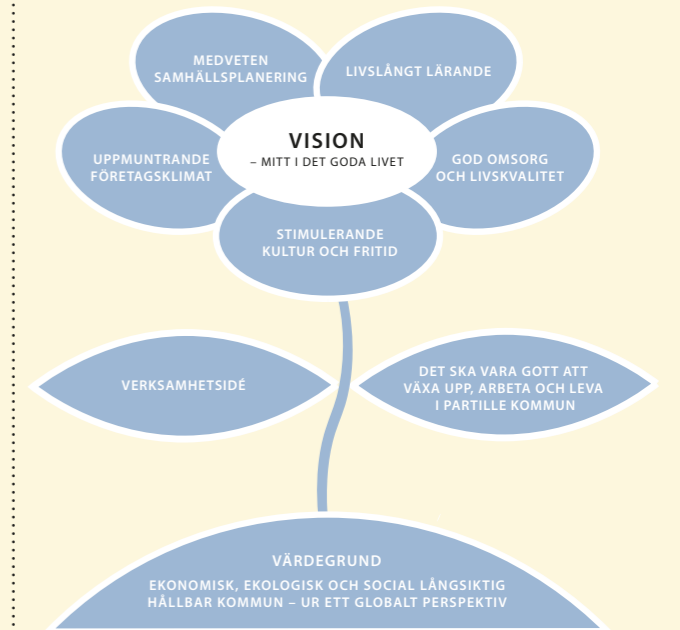 MEDVETEN
SAMHÄLLSPLANERING
LIVSLÅNGT LÄRANDE
VISION
– MITT I DET GODA LIVET
UPPMUNTRANDE
FÖRETAGSKLIMAT
GOD OMSORG
OCH LIVSKVALITET
STIMULERANDE
KULTUR OCH FRITID
VERKSAMHETSIDÉ
DET SKA VARA GOTT ATT
VÄXA UPP, ARBETA OCH LEVA
I PARTILLE KOMMUN
VÄRDEGRUND
EKONOMISK, EKOLOGISK OCH SOCIAL LÅNGSIKTIG
HÅLLBAR KOMMUN – UR ETT GLOBALT PERSPEKTIV